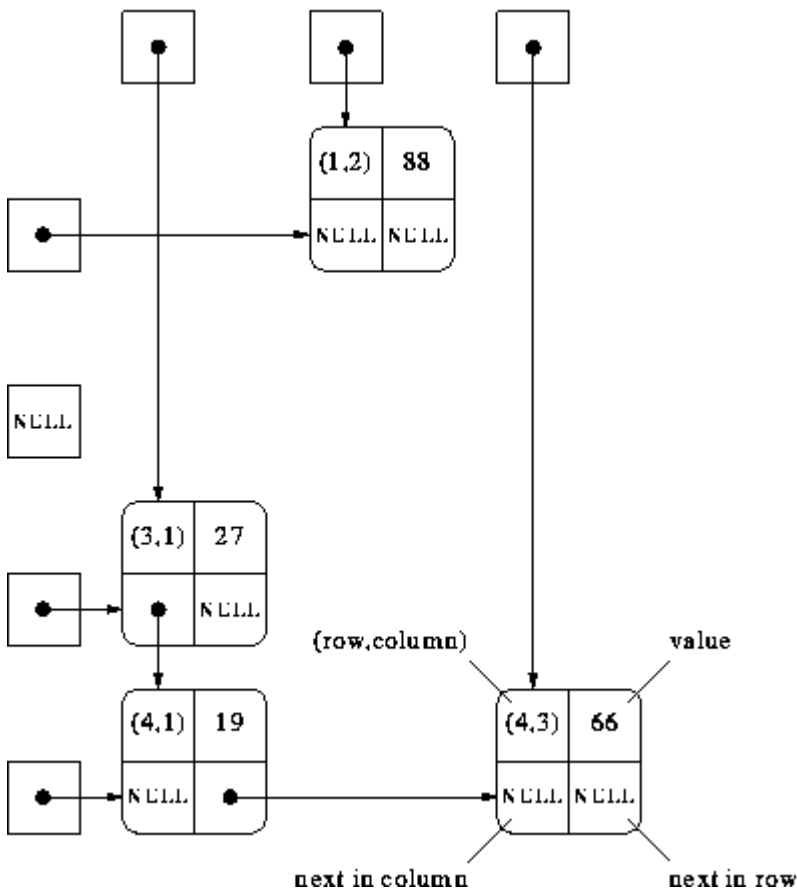 (1,2) 88
NULL NULL
NULL
(3,1) 27
NULL
(row,column) value
(4,1) 19 (4,3) 66
NULL NULL NULL
next in column next in row